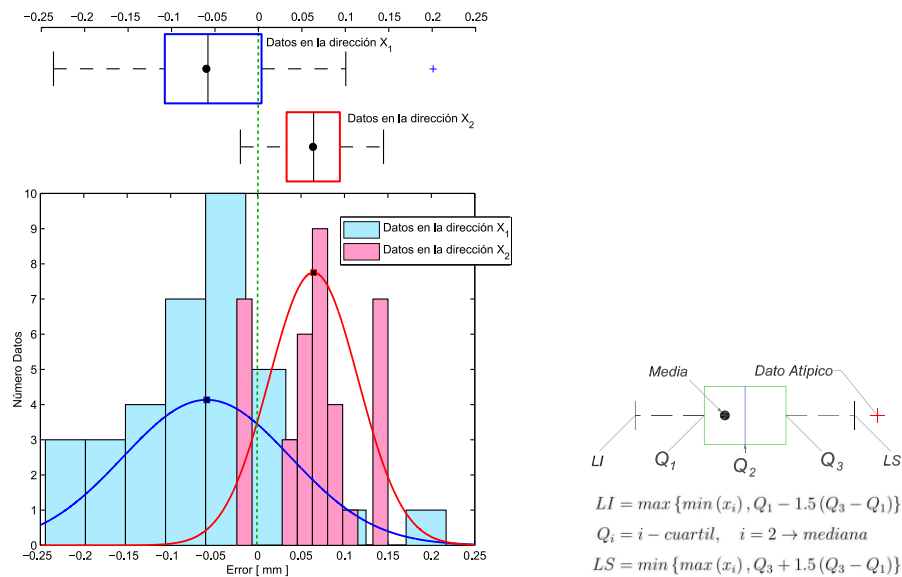 -0.25 -0.2 -0.15 -0.1 -0.05 0 0.05 0.1 0.15 0.2 0.25
Datos en la dirección X1
Datos en la dirección X2
10
9
8
7
6
5
4
3
2
1
0
Número Datos
Datos en la dirección X1
Datos en la dirección X2
-0.25 -0.2 -0.15 -0.1 -0.05 0 0.05 0.1 0.15 0.2 0.25
Error [ mm ]
Media
Dato Atípico
LI Q1 Q2 Q3 LS
LI = max {min (xi) , Q1 − 1.5 (Q3 − Q1)}
Qi = i − cuartil, i = 2 → mediana
LS = min {max (xi) , Q3 + 1.5 (Q3 − Q1)}